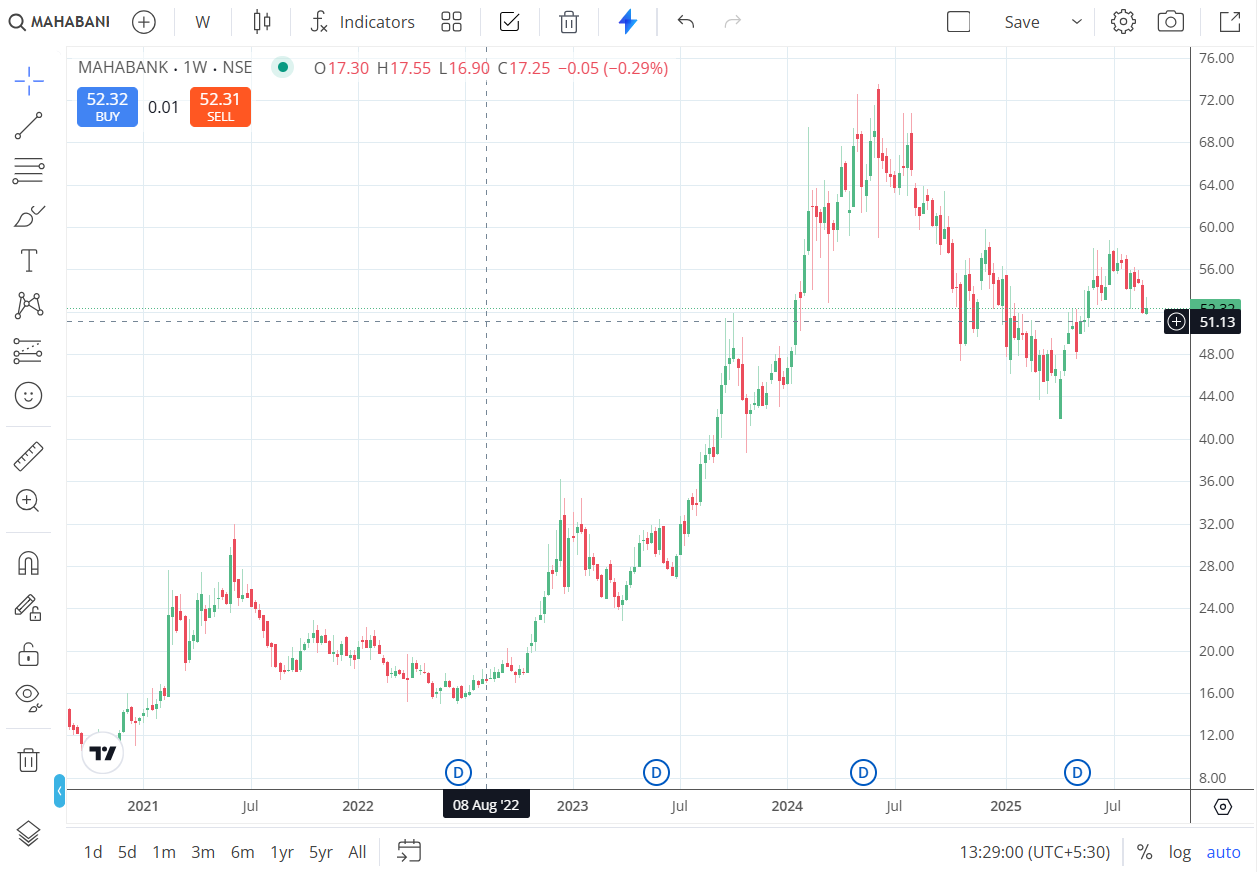 MAHABANI W Indicators Save
MAHABANK · 1W · NSE O17.30 H17.55 L16.90 C17.25 −0.05 (−0.29%)
52.32 0.01 52.31
BUY SELL
76.00
72.00
68.00
64.00
60.00
56.00
52.32
51.13
48.00
44.00
40.00
36.00
32.00
28.00
24.00
20.00
16.00
12.00
8.00
D D D D
2021 Jul 2022 08 Aug '22 2023 Jul 2024 Jul 2025 Jul
1d 5d 1m 3m 6m 1yr 5yr All 13:29:00 (UTC+5:30) % log auto